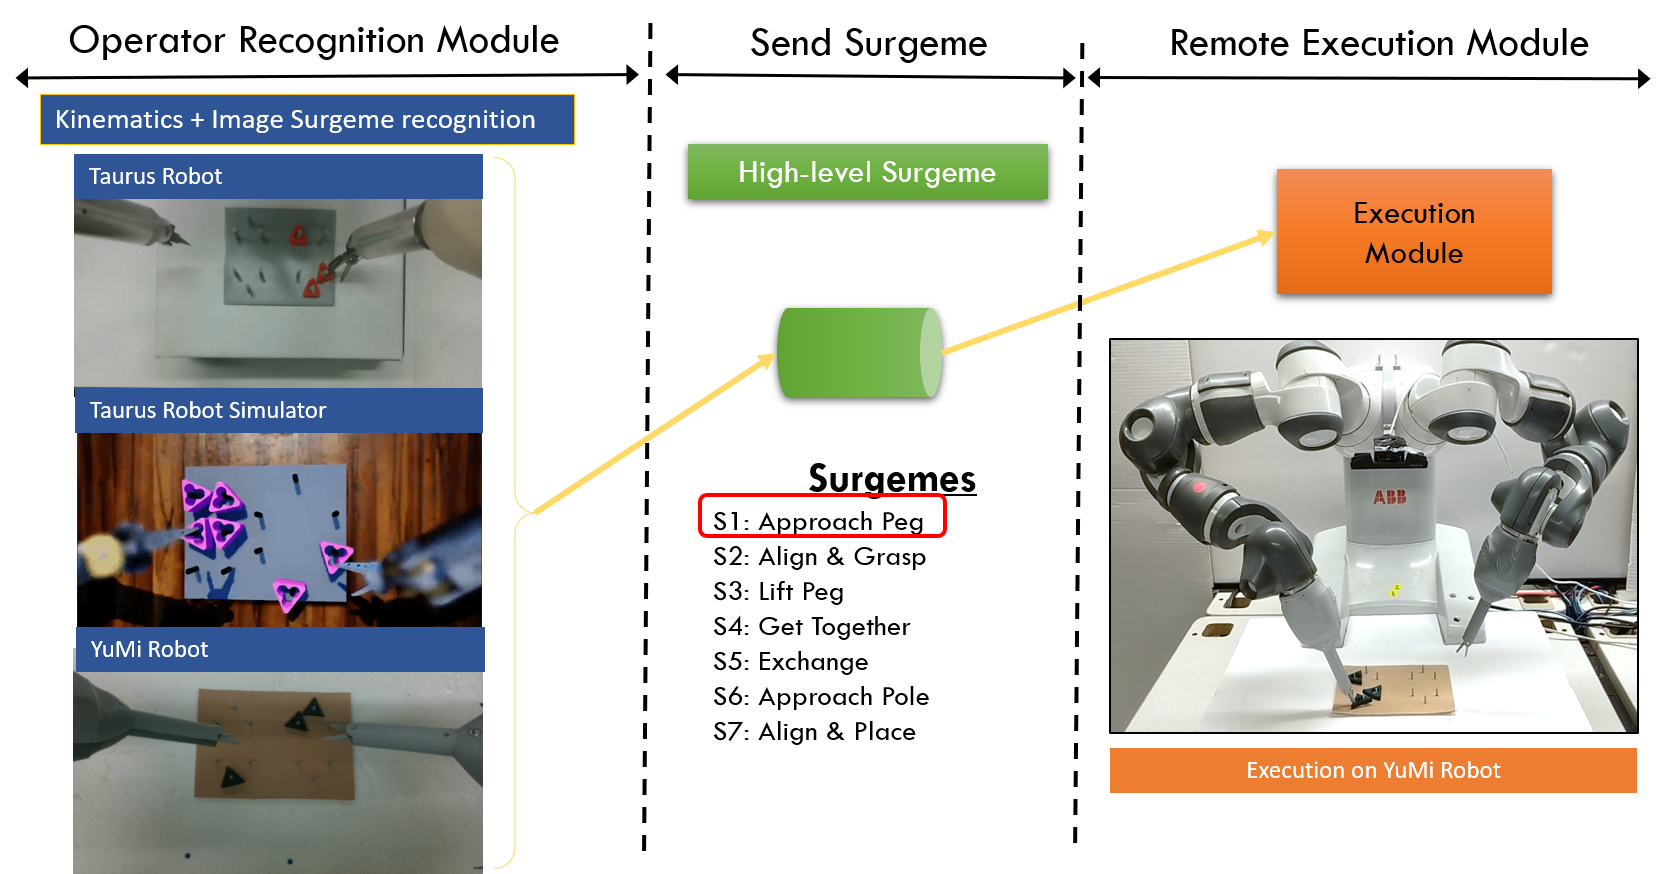 Operator Recognition Module
Send Surgeme
Remote Execution Module
Kinematics + Image Surgeme recognition
Taurus Robot
Taurus Robot Simulator
YuMi Robot
High-level Surgeme
Surgemes
S1: Approach Peg
S2: Align & Grasp
S3: Lift Peg
S4: Get Together
S5: Exchange
S6: Approach Pole
S7: Align & Place
Execution
Module
ABB
Execution on YuMi Robot